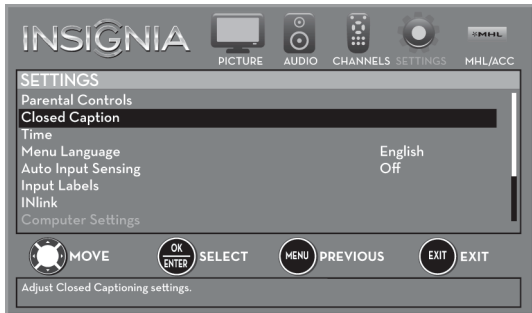 INSIGNIA
PICTURE AUDIO CHANNELS SETTINGS MHL MHL/ACC
SETTINGS
Parental Controls
Closed Caption
Time
Menu Language English
Auto Input Sensing Off
Input Labels
INlink
Computer Settings
MOVE OK ENTER SELECT MENU PREVIOUS EXIT EXIT
Adjust Closed Captioning settings.